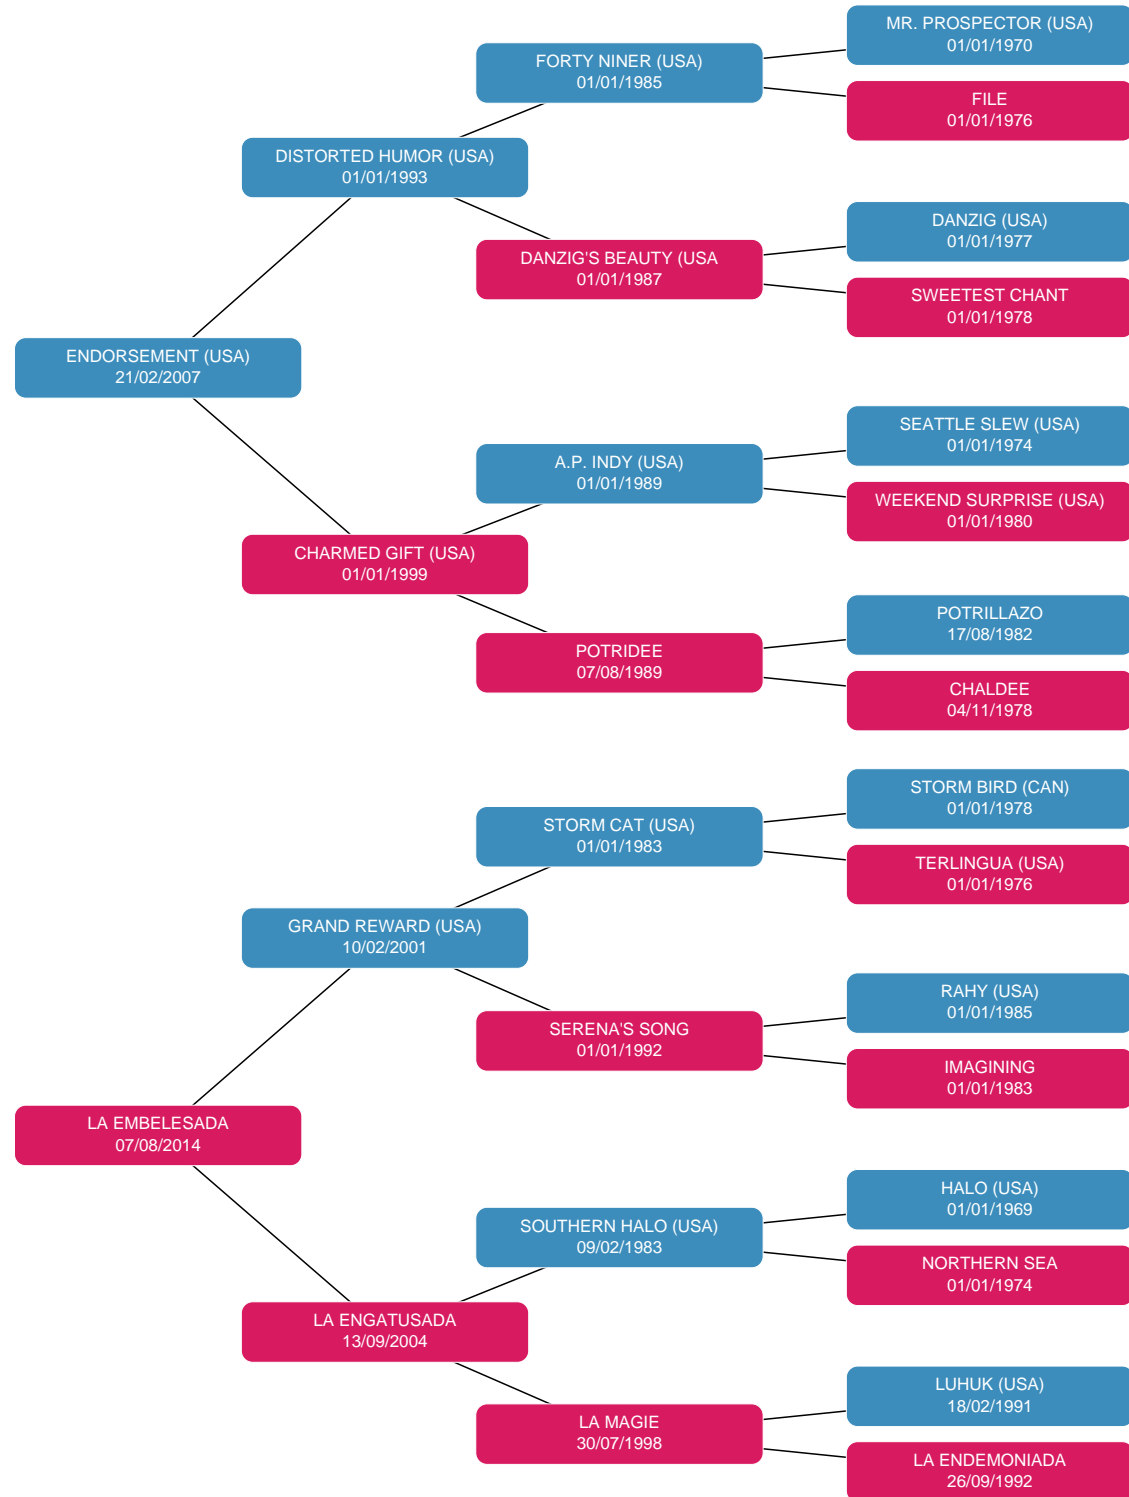 MR. PROSPECTOR (USA)
01/01/1970
FORTY NINER (USA)
01/01/1985
FILE
01/01/1976
DISTORTED HUMOR (USA)
01/01/1993
DANZIG (USA)
01/01/1977
DANZIG'S BEAUTY (USA
01/01/1987
SWEETEST CHANT
01/01/1978
ENDORSEMENT (USA)
21/02/2007
SEATTLE SLEW (USA)
01/01/1974
A.P. INDY (USA)
01/01/1989
WEEKEND SURPRISE (USA)
01/01/1980
CHARMED GIFT (USA)
01/01/1999
POTRILLAZO
17/08/1982
POTRIDEE
07/08/1989
CHALDEE
04/11/1978
STORM BIRD (CAN)
01/01/1978
STORM CAT (USA)
01/01/1983
TERLINGUA (USA)
01/01/1976
GRAND REWARD (USA)
10/02/2001
RAHY (USA)
01/01/1985
SERENA'S SONG
01/01/1992
IMAGINING
01/01/1983
LA EMBELESADA
07/08/2014
HALO (USA)
01/01/1969
SOUTHERN HALO (USA)
09/02/1983
NORTHERN SEA
01/01/1974
LA ENGATUSADA
13/09/2004
LUHUK (USA)
18/02/1991
LA MAGIE
30/07/1998
LA ENDEMONIADA
26/09/1992